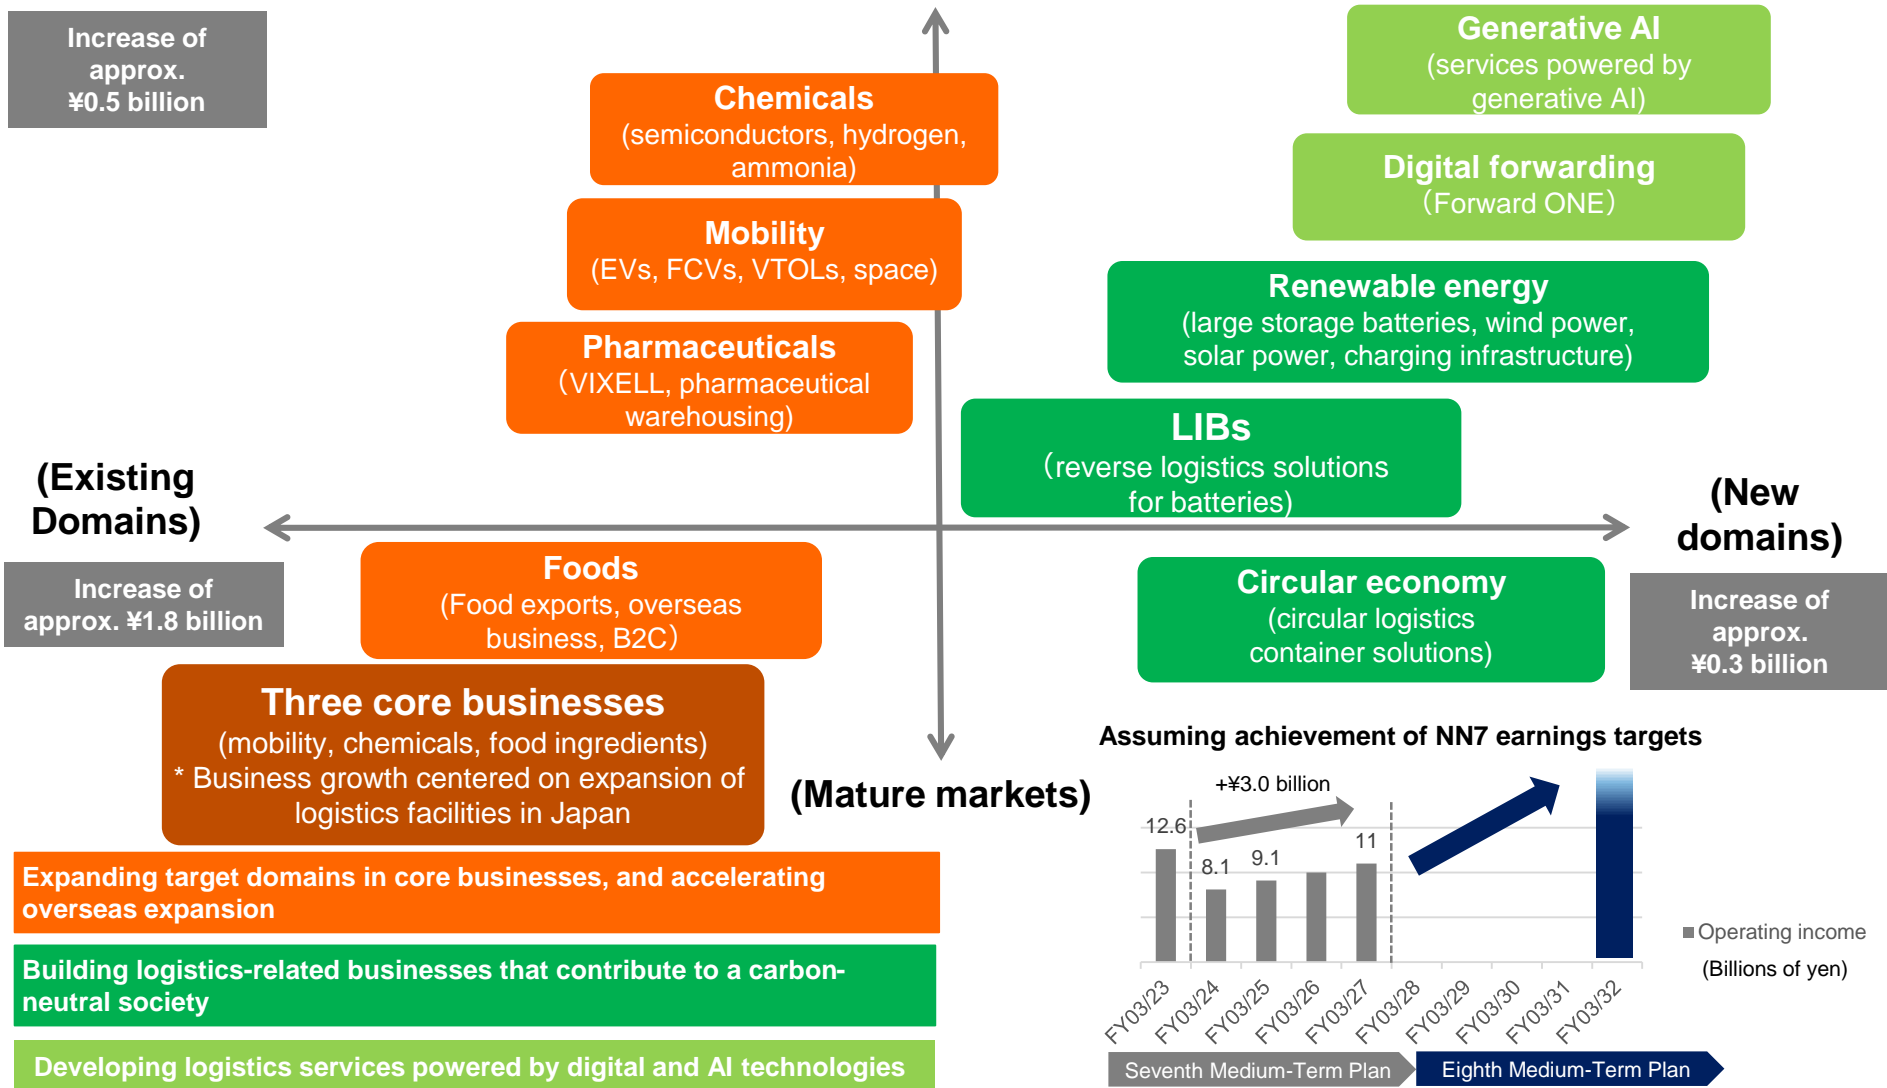 Increase of
approx.
¥0.5 billion
Generative AI
(services powered by
generative AI)
Chemicals
(semiconductors, hydrogen,
ammonia)
Digital forwarding
（Forward ONE）
Mobility
(EVs, FCVs, VTOLs, space)
Renewable energy
(large storage batteries, wind power,
solar power, charging infrastructure)
Pharmaceuticals
（VIXELL, pharmaceutical
warehousing)
LIBs
（reverse logistics solutions
for batteries)
(Existing
Domains)
(New
domains)
Increase of
approx. ¥1.8 billion
Foods
(Food exports, overseas
business, B2C）
Circular economy
(circular logistics
container solutions)
Increase of
approx.
¥0.3 billion
Three core businesses
(mobility, chemicals, food ingredients)
* Business growth centered on expansion of
logistics facilities in Japan
(Mature markets)
Assuming achievement of NN7 earnings targets
+¥3.0 billion
12.6
8.1
9.1
11
Operating income
(Billions of yen)
FY03/23
FY03/24
FY03/25
FY03/26
FY03/27
FY03/28
FY03/29
FY03/30
FY03/31
FY03/32
Seventh Medium-Term Plan
Eighth Medium-Term Plan
Expanding target domains in core businesses, and accelerating
overseas expansion
Building logistics-related businesses that contribute to a carbon-
neutral society
Developing logistics services powered by digital and AI technologies